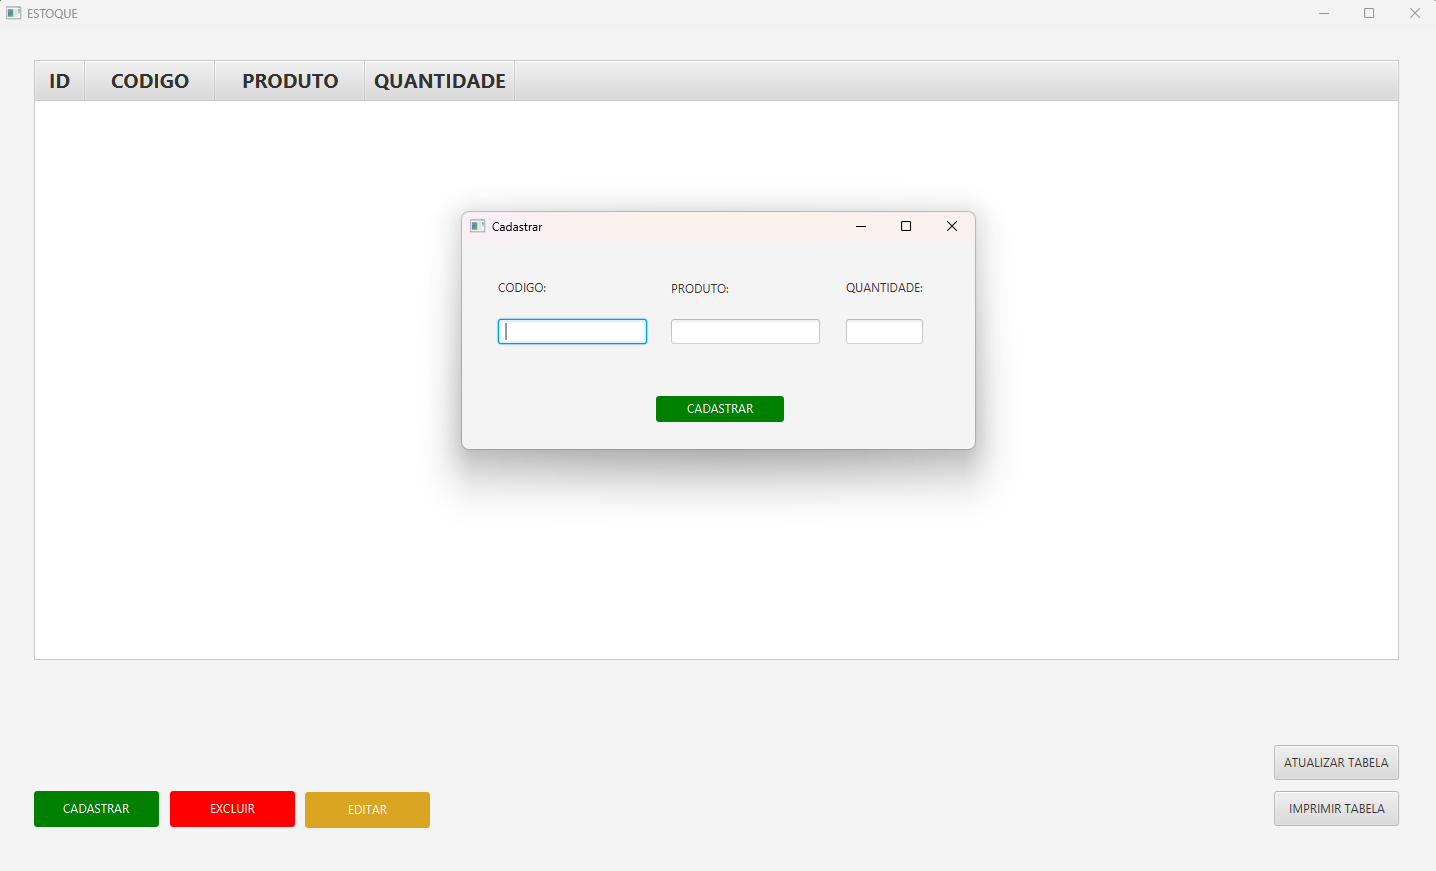 ESTOQUE
ID CODIGO PRODUTO QUANTIDADE
Cadastrar
CODIGO: PRODUTO: QUANTIDADE:
CADASTRAR
ATUALIZAR TABELA
CADASTRAR EXCLUIR EDITAR IMPRIMIR TABELA